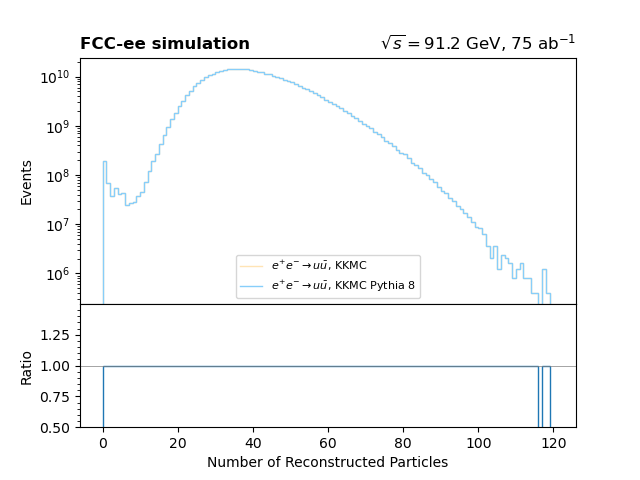 FCC-ee simulation
√s = 91.2 GeV, 75 ab⁻¹
Events
10¹⁰
10⁹
10⁸
10⁷
10⁶
e⁺e⁻ → uū, KKMC
e⁺e⁻ → uū, KKMC Pythia 8
Ratio
1.25
1.00
0.75
0.50
0 20 40 60 80 100 120
Number of Reconstructed Particles